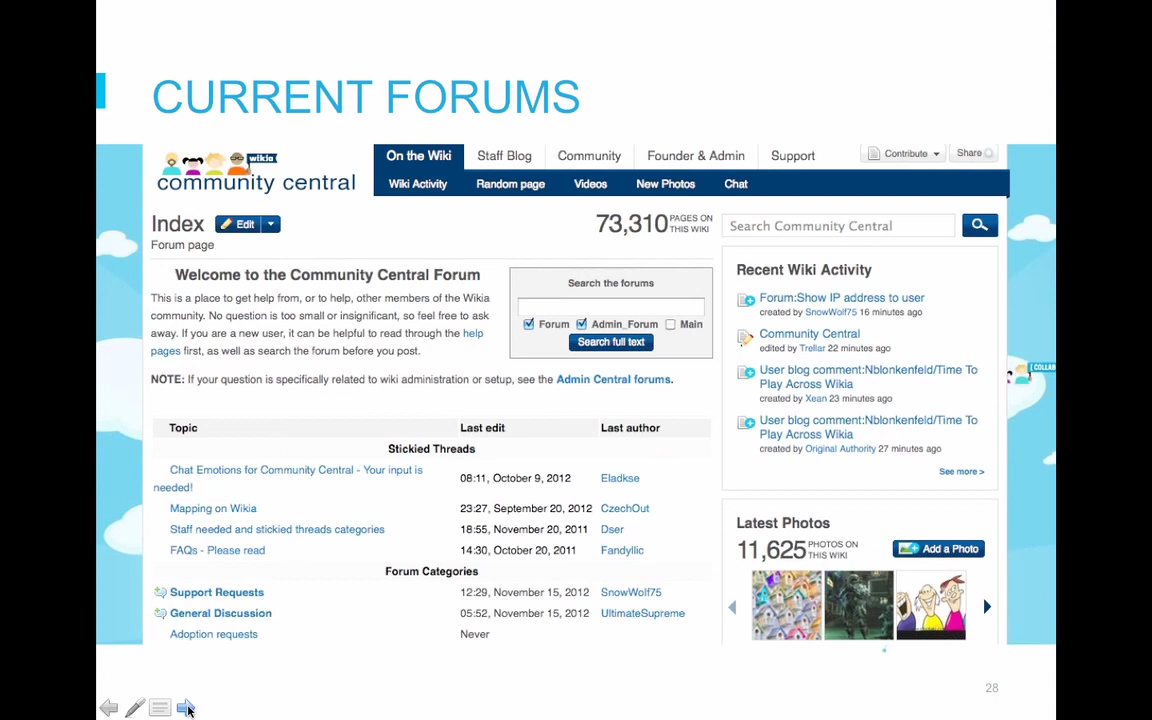 CURRENT FORUMS
wikia
community central
On the Wiki
Staff Blog
Community
Founder & Admin
Support
Contribute
Share
Wiki Activity
Random page
Videos
New Photos
Chat
Index
Edit
Forum page
73,310 PAGES ON THIS WIKI
Search Community Central
Welcome to the Community Central Forum
This is a place to get help from, or to help, other members of the Wikia
community. No question is too small or insignificant, so feel free to ask
away. If you are a new user, it can be helpful to read through the help
pages first, as well as search the forum before you post.
Search the forums
Forum
Admin_Forum
Main
Search full text
NOTE: If your question is specifically related to wiki administration or setup, see the Admin Central forums.
Topic Last edit Last author
Stickied Threads
Chat Emotions for Community Central - Your input is
needed!
08:11, October 9, 2012 Eladkse
Mapping on Wikia 23:27, September 20, 2012 CzechOut
Staff needed and stickied threads categories 18:55, November 20, 2011 Dser
FAQs - Please read 14:30, October 20, 2011 Fandyllic
Forum Categories
Support Requests 12:29, November 15, 2012 SnowWolf75
General Discussion 05:52, November 15, 2012 UltimateSupreme
Adoption requests Never
Recent Wiki Activity
Forum:Show IP address to user
created by SnowWolf75 16 minutes ago
Community Central
edited by Trellar 22 minutes ago
User blog comment:Nblonkenfeld/Time To
Play Across Wikia
created by Xean 23 minutes ago
User blog comment:Nblonkenfeld/Time To
Play Across Wikia
created by Original Authority 27 minutes ago
See more >
Latest Photos
11,625 PHOTOS ON THIS WIKI
Add a Photo
28